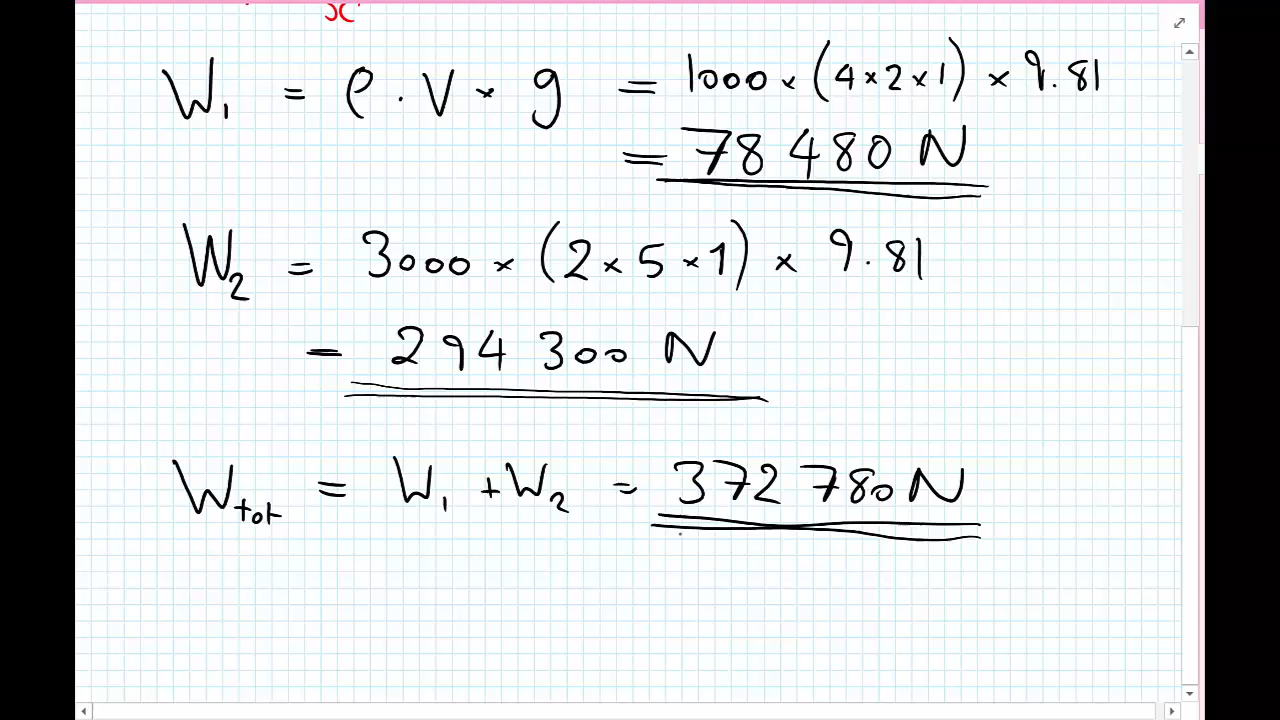 x
W₁ = ρ . V * g = 1000 × (4×2×1) × 9.81
= 78 480 N
W₂ = 3000 × (2 × 5 × 1) × 9.81
= 294 300 N
W_tot = W₁ + W₂ = 372 780 N